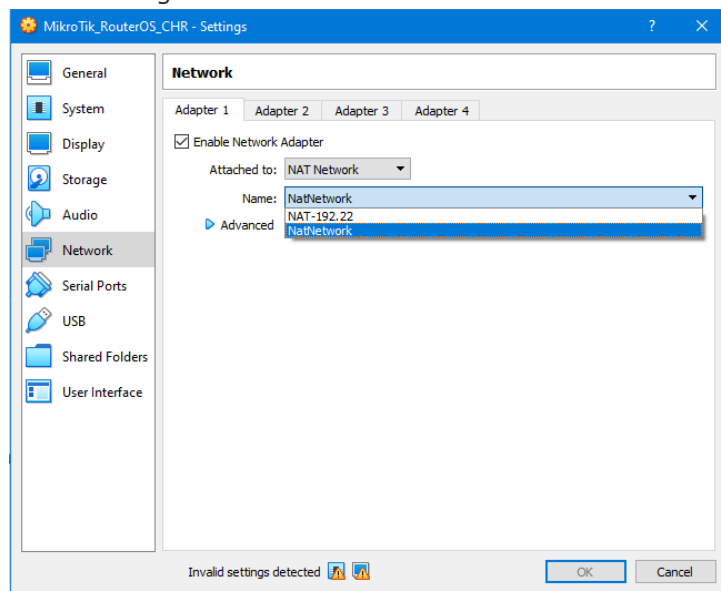 MikroTik_RouterOS_CHR - Settings
?
General
System
Display
Storage
Audio
Network
Serial Ports
USB
Shared Folders
User Interface
Network
Adapter 1 Adapter 2 Adapter 3 Adapter 4
Enable Network Adapter
Attached to: NAT Network
Name: NatNetwork
NAT-192.22
NatNetwork
Advanced
Invalid settings detected
OK Cancel